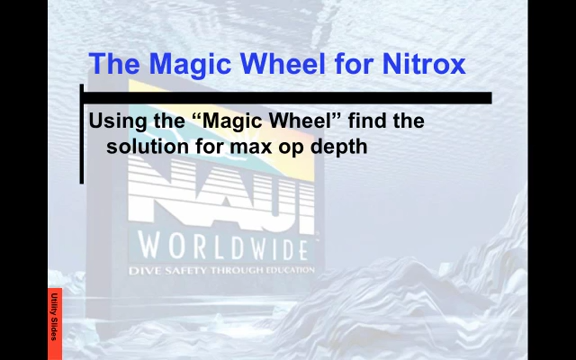 The Magic Wheel for Nitrox
Using the “Magic Wheel” find the
solution for max op depth
NAUI
WORLDWIDE
DIVE SAFETY THROUGH EDUCATION
Utility Slides